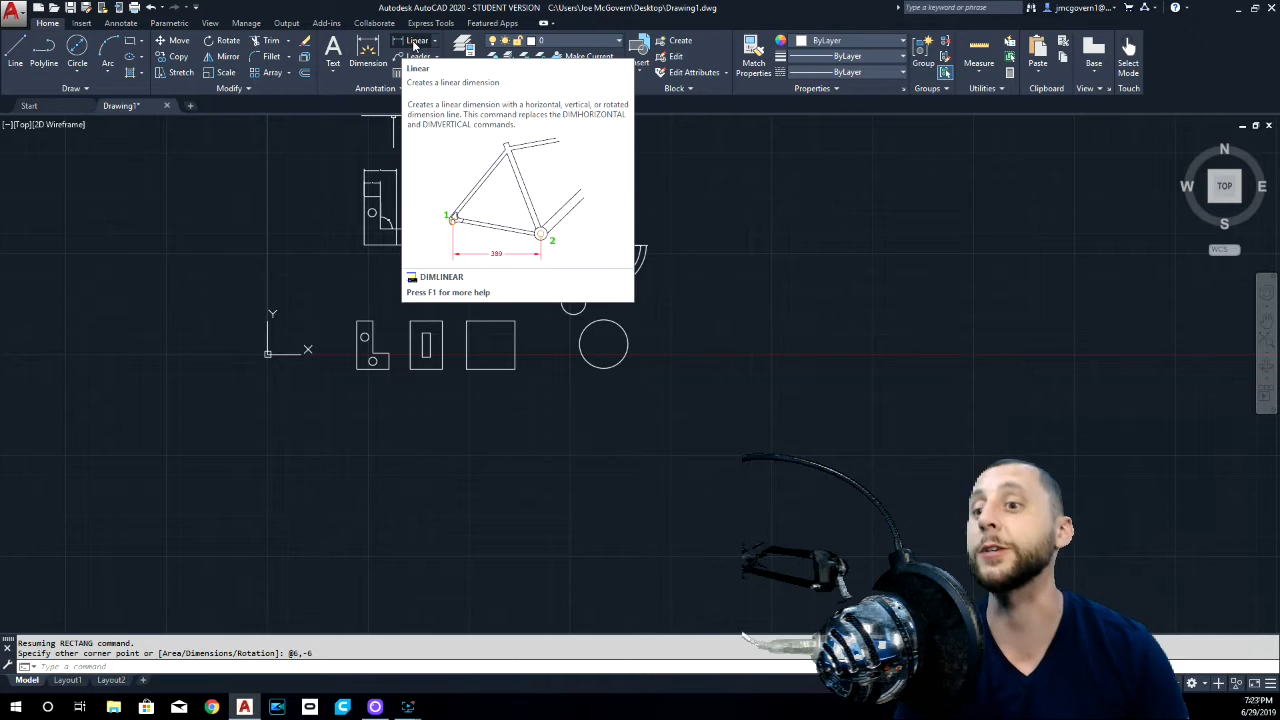 Autodesk AutoCAD 2020 - STUDENT VERSION C:\Users\Joe McGovern\Desktop\Drawing1.dwg
Type a keyword or phrase
jmcgovern1@...
Home Insert Annotate Parametric View Manage Output Add-ins Collaborate Express Tools Featured Apps
Line Polyline Circle Arc
Draw
Move Rotate Trim
Copy Mirror Fillet
Stretch Scale Array
Modify
Text Dimension
Linear
Leader
Annotation
0
Make Current
Insert
Create
Edit
Edit Attributes
Block
Match Properties
ByLayer
ByLayer
ByLayer
Properties
Group
Groups
Measure
Utilities
Paste
Clipboard
Base
View
Select Mode
Touch
Start Drawing1*
[−][Top][2D Wireframe]
Linear
Creates a linear dimension
Creates a linear dimension with a horizontal, vertical, or rotated
dimension line. This command replaces the DIMHORIZONTAL
and DIMVERTICAL commands.
1
2
389
DIMLINEAR
Press F1 for more help
N
W TOP E
S
WCS
Y
X
Resuming RECTANG command.
Specify other corner point or [Area/Dimensions/Rotation]: @6,-6
Type a command
Model Layout1 Layout2
7:23 PM
6/29/2019